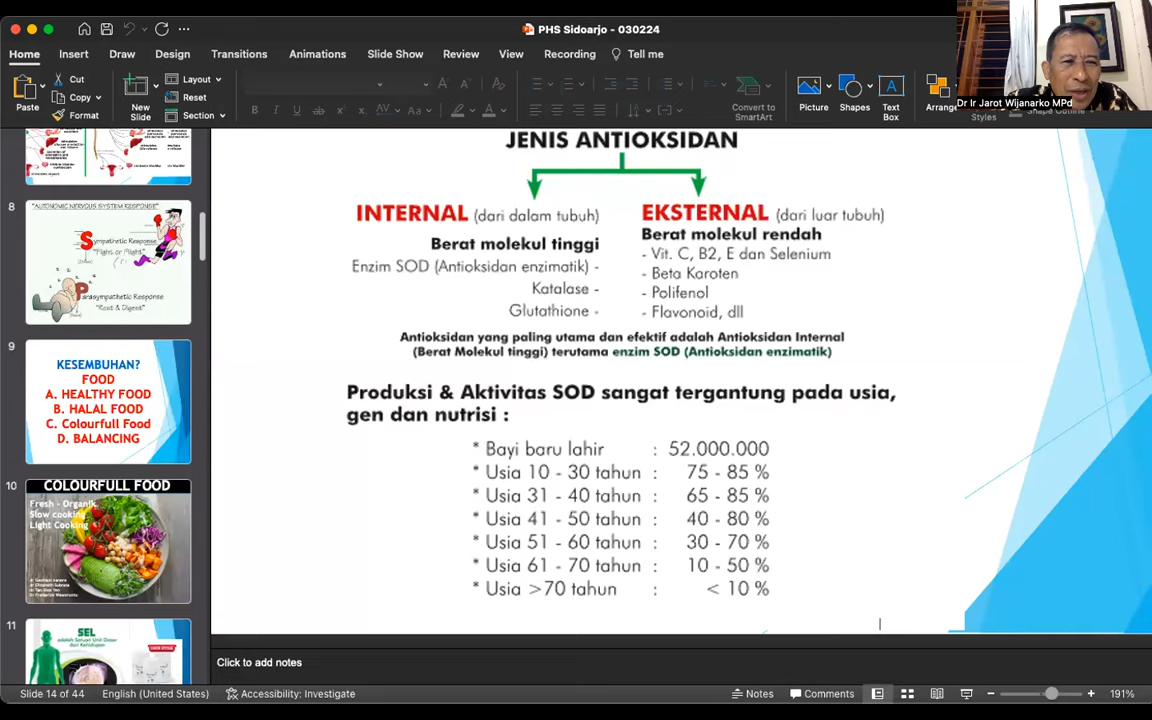 PHS Sidoarjo - 030224
Home Insert Draw Design Transitions Animations Slide Show Review View Recording Tell me
Paste
Cut
Copy
Format
New Slide
Layout
Reset
Section
Convert to SmartArt
Picture
Shapes
Text Box
Arrange
Styles
Shape Outline
Dr Ir Jarot Wijanarko MPd
8
"AUTONOMIC NERVOUS SYSTEM RESPONSE"
Sympathetic Response
"Fight or Flight"
Parasympathetic Response
"Rest & Digest"
9
KESEMBUHAN?
FOOD
A. HEALTHY FOOD
B. HALAL FOOD
C. Colourfull Food
D. BALANCING
10
COLOURFULL FOOD
Fresh - Organik
Slow cooking
Light Cooking
11
SEL
adalah Satuan Unit Dasar
dari Kehidupan
JENIS ANTIOKSIDAN
INTERNAL (dari dalam tubuh)
Berat molekul tinggi
Enzim SOD (Antioksidan enzimatik) -
Katalase -
Glutathione -
EKSTERNAL (dari luar tubuh)
Berat molekul rendah
- Vit. C, B2, E dan Selenium
- Beta Karoten
- Polifenol
- Flavonoid, dll
Antioksidan yang paling utama dan efektif adalah Antioksidan Internal
(Berat Molekul tinggi) terutama enzim SOD (Antioksidan enzimatik)
Produksi & Aktivitas SOD sangat tergantung pada usia,
gen dan nutrisi :
* Bayi baru lahir : 52.000.000
* Usia 10 - 30 tahun : 75 - 85 %
* Usia 31 - 40 tahun : 65 - 85 %
* Usia 41 - 50 tahun : 40 - 80 %
* Usia 51 - 60 tahun : 30 - 70 %
* Usia 61 - 70 tahun : 10 - 50 %
* Usia >70 tahun : < 10 %
Click to add notes
Slide 14 of 44 English (United States) Accessibility: Investigate Notes Comments 191%